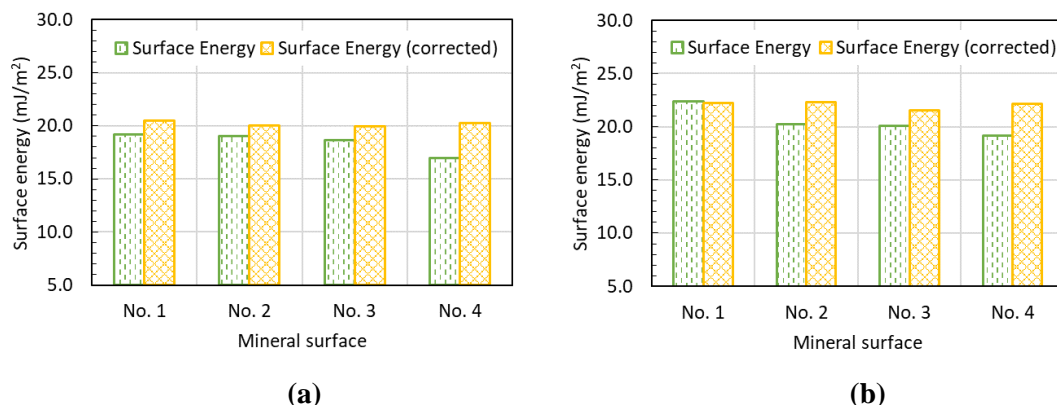 30.0
25.0
20.0
15.0
10.0
5.0
Surface energy (mJ/m²)
Surface Energy
Surface Energy (corrected)
No. 1 No. 2 No. 3 No. 4
Mineral surface
(a)
30.0
25.0
20.0
15.0
10.0
5.0
Surface energy (mJ/m²)
Surface Energy
Surface Energy (corrected)
No. 1 No. 2 No. 3 No. 4
Mineral surface
(b)